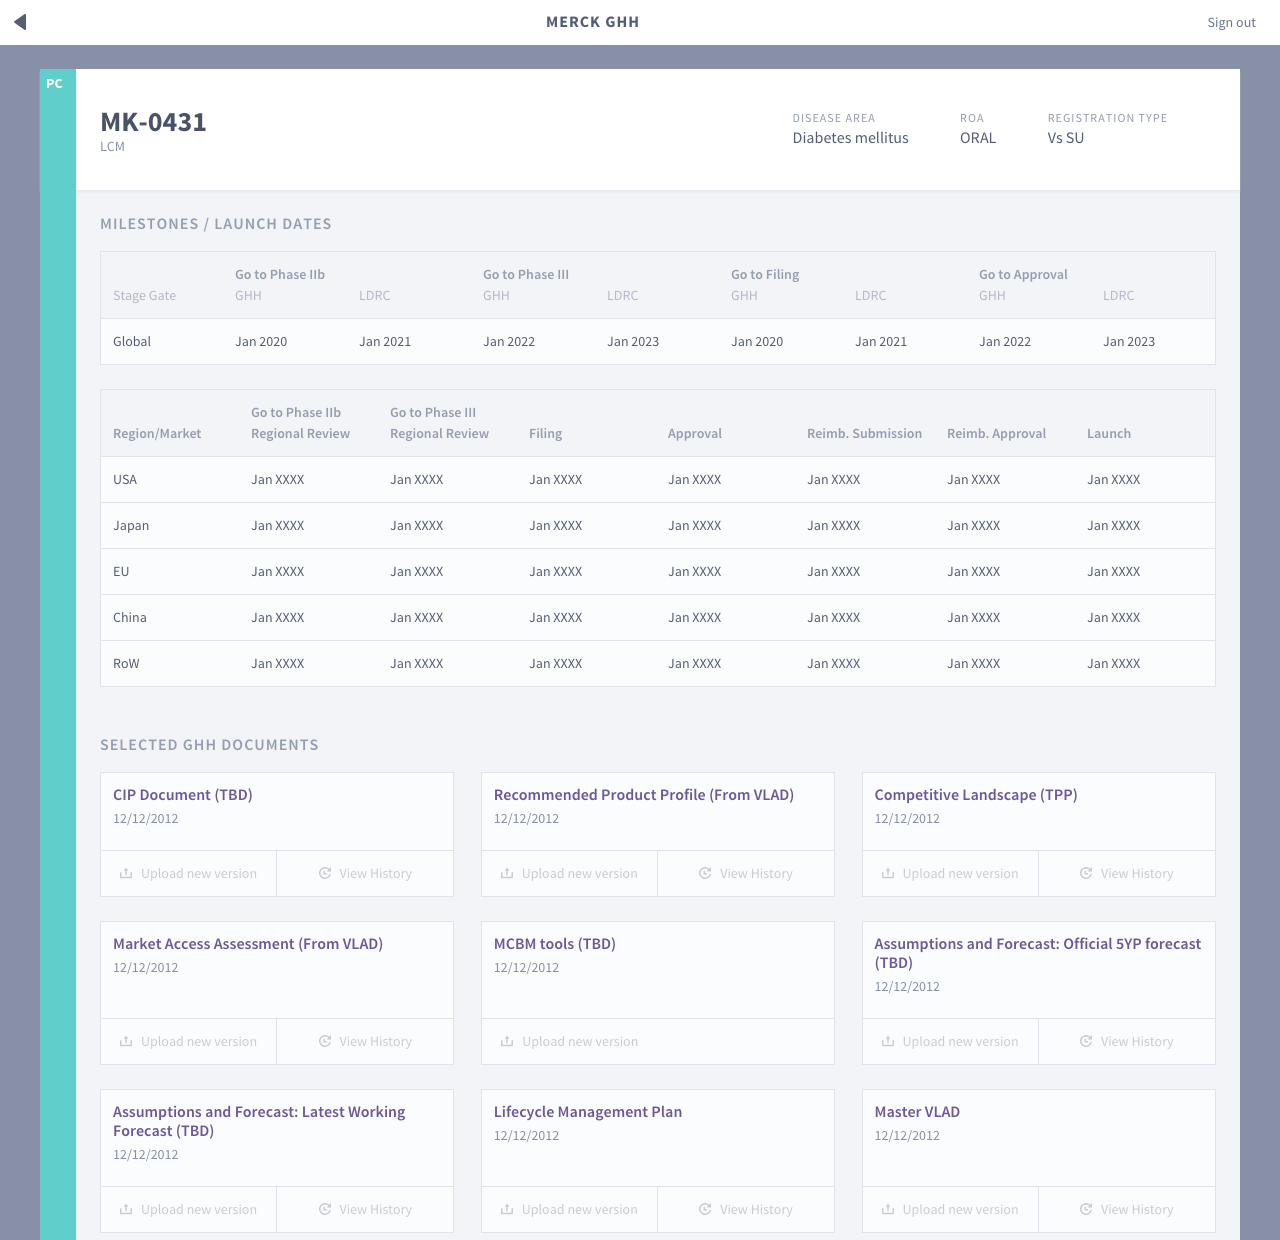 MERCK GHH
Sign out
PC
MK-0431
LCM
DISEASE AREA
Diabetes mellitus
ROA
ORAL
REGISTRATION TYPE
Vs SU
MILESTONES / LAUNCH DATES
Go to Phase IIb Go to Phase III Go to Filing Go to Approval
Stage Gate GHH LDRC GHH LDRC GHH LDRC GHH LDRC
Global Jan 2020 Jan 2021 Jan 2022 Jan 2023 Jan 2020 Jan 2021 Jan 2022 Jan 2023
Go to Phase IIb Go to Phase III
Region/Market Regional Review Regional Review Filing Approval Reimb. Submission Reimb. Approval Launch
USA Jan XXXX Jan XXXX Jan XXXX Jan XXXX Jan XXXX Jan XXXX Jan XXXX
Japan Jan XXXX Jan XXXX Jan XXXX Jan XXXX Jan XXXX Jan XXXX Jan XXXX
EU Jan XXXX Jan XXXX Jan XXXX Jan XXXX Jan XXXX Jan XXXX Jan XXXX
China Jan XXXX Jan XXXX Jan XXXX Jan XXXX Jan XXXX Jan XXXX Jan XXXX
RoW Jan XXXX Jan XXXX Jan XXXX Jan XXXX Jan XXXX Jan XXXX Jan XXXX
SELECTED GHH DOCUMENTS
CIP Document (TBD)
12/12/2012
Upload new version View History
Recommended Product Profile (From VLAD)
12/12/2012
Upload new version View History
Competitive Landscape (TPP)
12/12/2012
Upload new version View History
Market Access Assessment (From VLAD)
12/12/2012
Upload new version View History
MCBM tools (TBD)
12/12/2012
Upload new version
Assumptions and Forecast: Official 5YP forecast
(TBD)
12/12/2012
Upload new version View History
Assumptions and Forecast: Latest Working
Forecast (TBD)
12/12/2012
Upload new version View History
Lifecycle Management Plan
12/12/2012
Upload new version View History
Master VLAD
12/12/2012
Upload new version View History